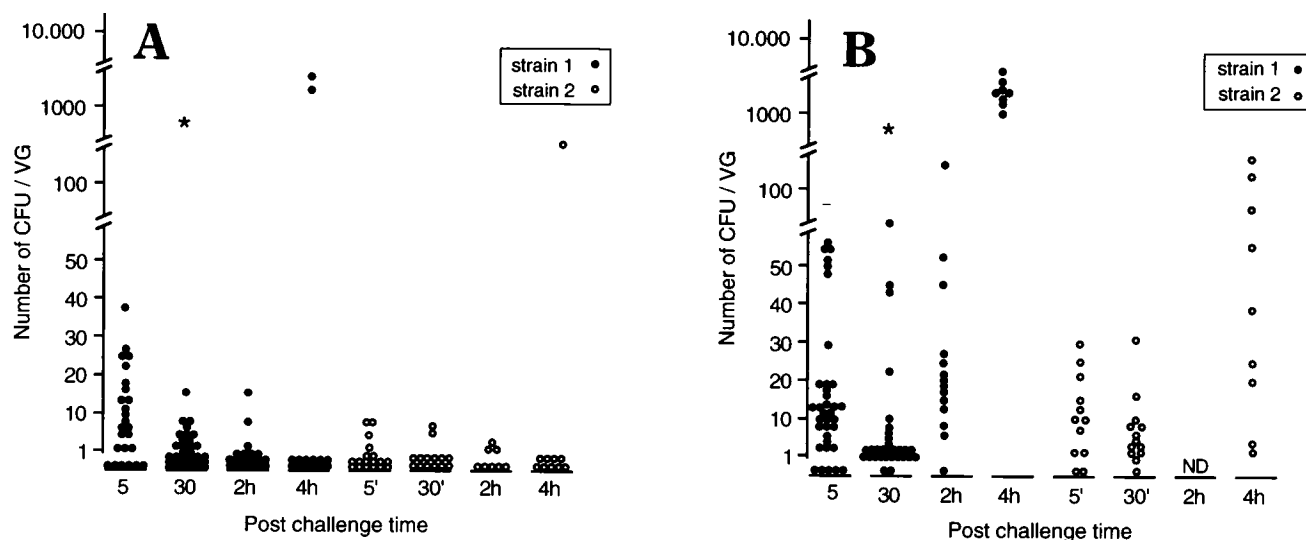 A
10.000
1000
100
50
40
30
20
10
1
Number of CFU / VG
strain 1
strain 2
*
5 30 2h 4h 5' 30' 2h 4h
Post challenge time
B
10.000
1000
100
50
40
30
20
10
1
Number of CFU / VG
strain 1
strain 2
*
ND
5 30 2h 4h 5' 30' 2h 4h
Post challenge time